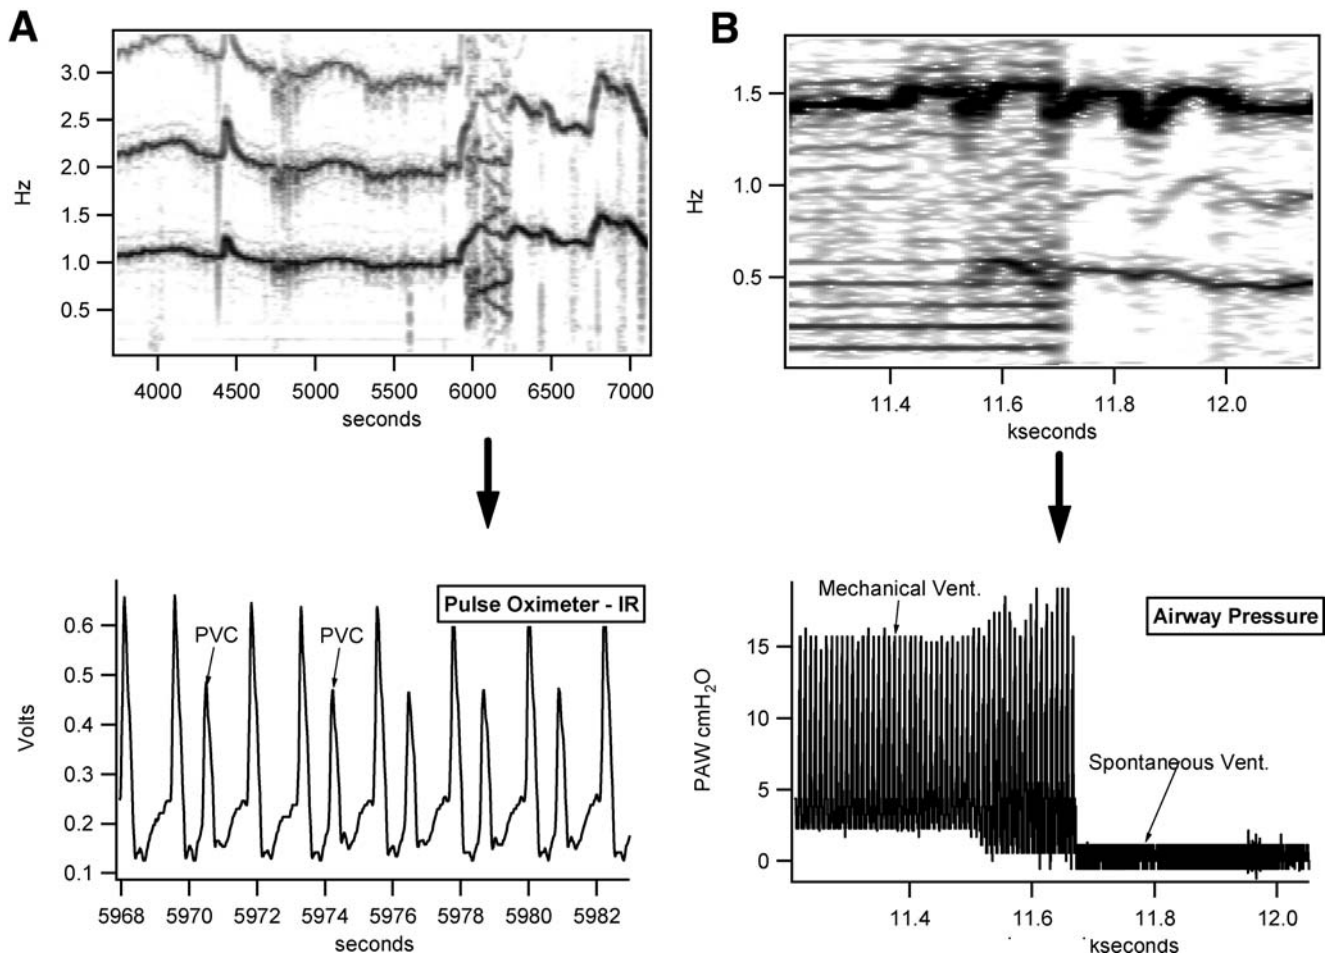 A
3.0
2.5
2.0
1.5
1.0
0.5
Hz
4000 4500 5000 5500 6000 6500 7000
seconds
B
1.5
1.0
0.5
Hz
11.4 11.6 11.8 12.0
kseconds
Pulse Oximeter - IR
PVC PVC
0.6
0.5
0.4
0.3
0.2
0.1
Volts
5968 5970 5972 5974 5976 5978 5980 5982
seconds
Mechanical Vent.
Airway Pressure
Spontaneous Vent.
15
10
5
0
PAW cmH₂O
11.4 11.6 11.8 12.0
kseconds